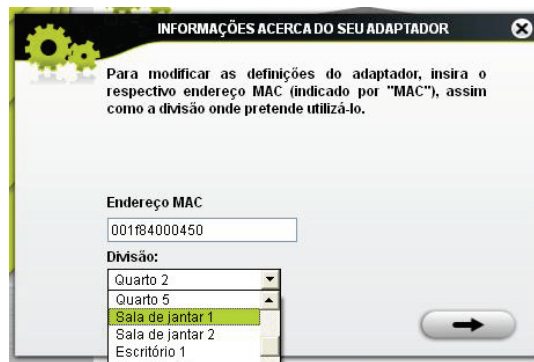 INFORMAÇÕES ACERCA DO SEU ADAPTADOR
Para modificar as definições do adaptador, insira o
respectivo endereço MAC (indicado por "MAC"), assim
como a divisão onde pretende utilizá-lo.
Endereço MAC
001f84000450
Divisão:
Quarto 2
Quarto 5
Sala de jantar 1
Sala de jantar 2
Escritório 1